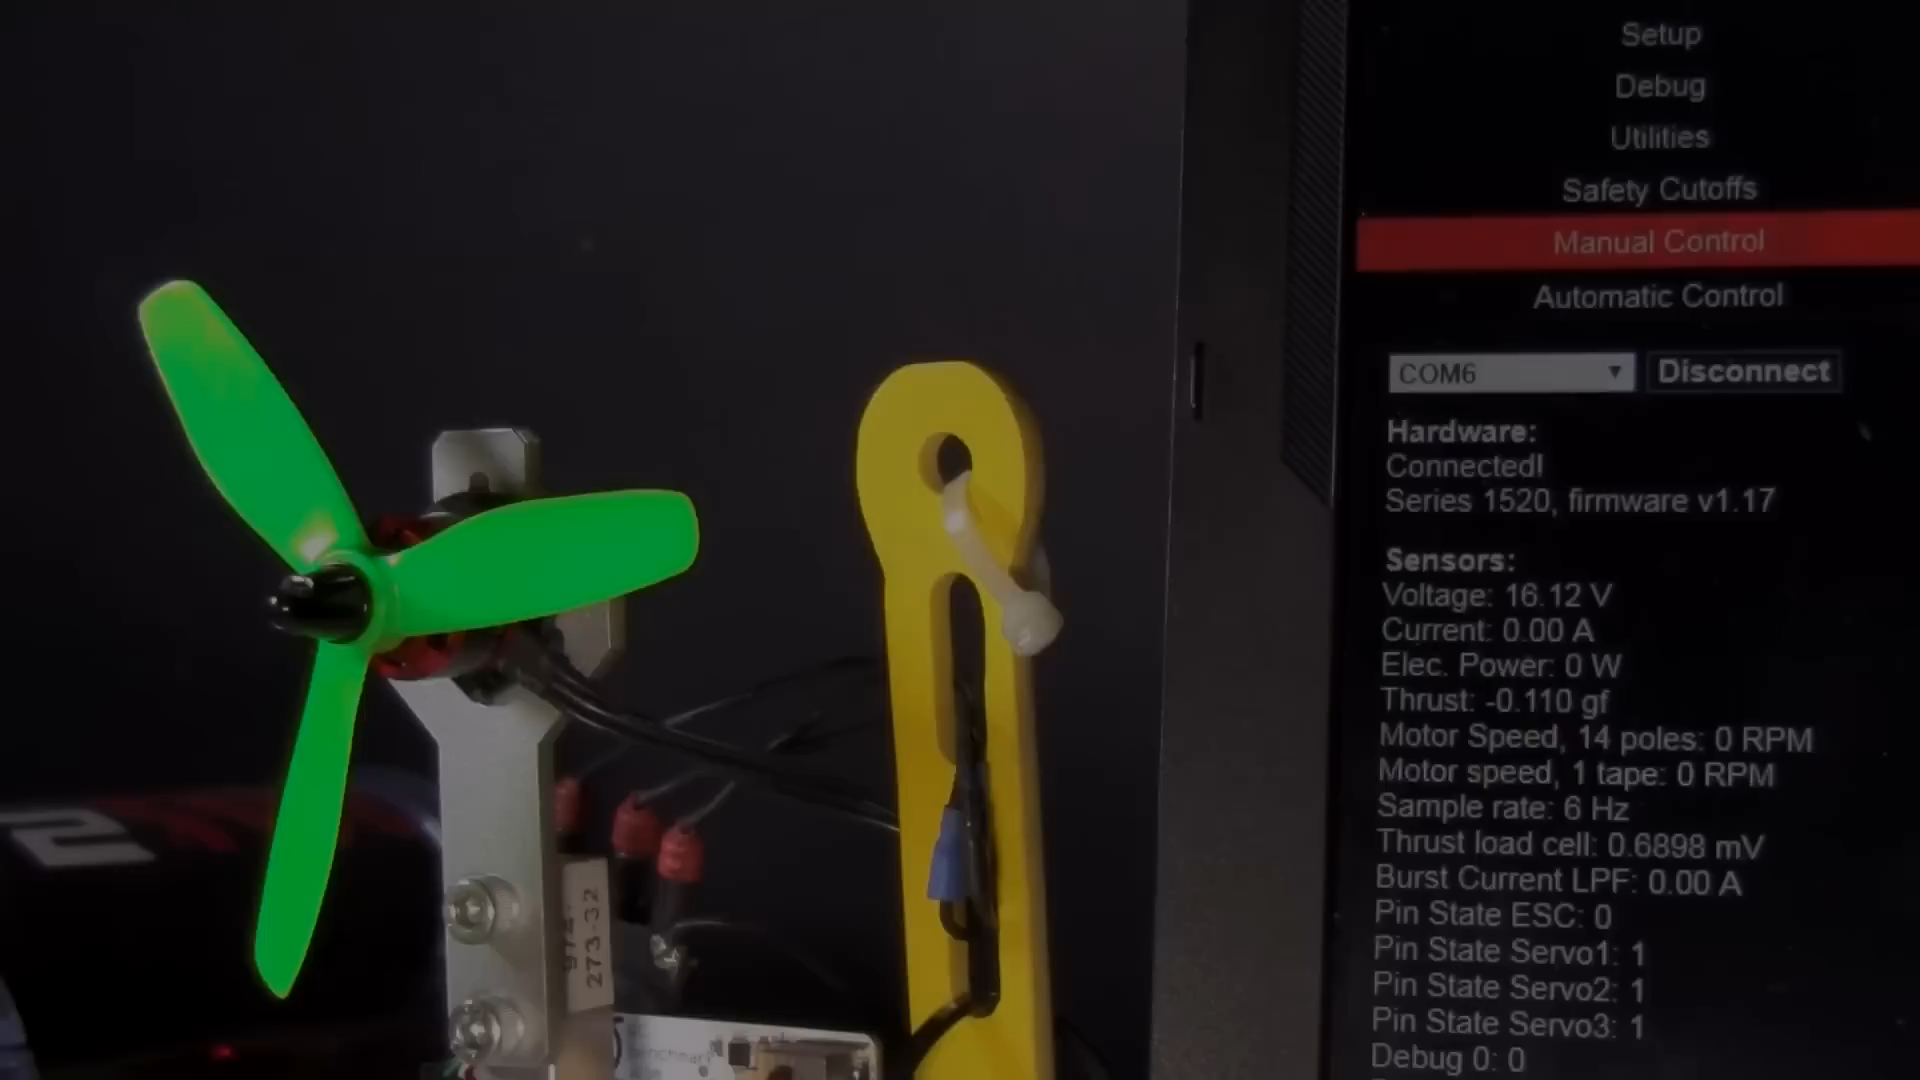 Setup
Debug
Utilities
Safety Cutoffs
Manual Control
Automatic Control
COM6
Disconnect
Hardware:
Connected!
Series 1520, firmware v1.17
Sensors:
Voltage: 16.12 V
Current: 0.00 A
Elec. Power: 0 W
Thrust: -0.110 gf
Motor Speed, 14 poles: 0 RPM
Motor speed, 1 tape: 0 RPM
Sample rate: 6 Hz
Thrust load cell: 0.6898 mV
Burst Current LPF: 0.00 A
Pin State ESC: 0
Pin State Servo1: 1
Pin State Servo2: 1
Pin State Servo3: 1
Debug 0: 0
273-32